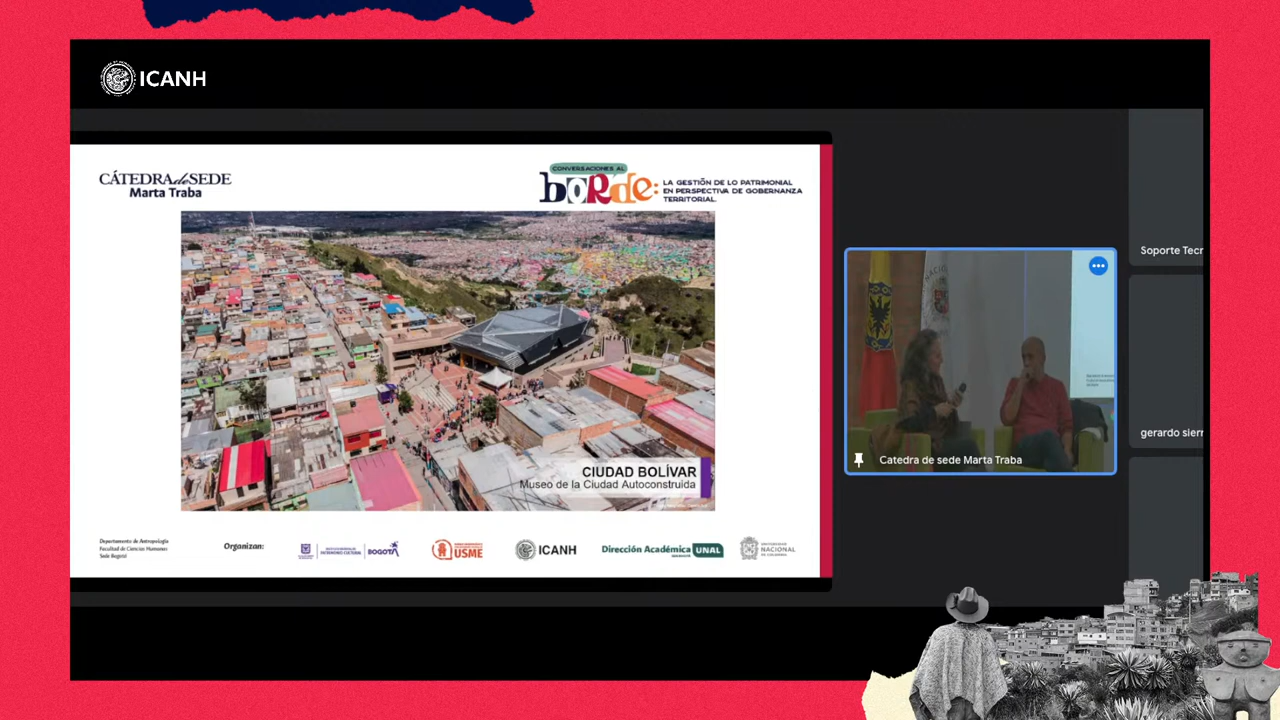 ICANH
CÁTEDRA de SEDE
Marta Traba
CONVERSACIONES AL
borde:
LA GESTIÓN DE LO PATRIMONIAL
EN PERSPECTIVA DE GOBERNANZA
TERRITORIAL.
CIUDAD BOLÍVAR
Museo de la Ciudad Autoconstruida
Departamento de Antropología
Facultad de Ciencias Humanas
Sede Bogotá
Organizan:
BOGOTÁ
USME
ICANH
Dirección Académica UNAL
UNIVERSIDAD
NACIONAL
DE COLOMBIA
NACIO
Catedra de sede Marta Traba
Soporte Tecr
gerardo sierr